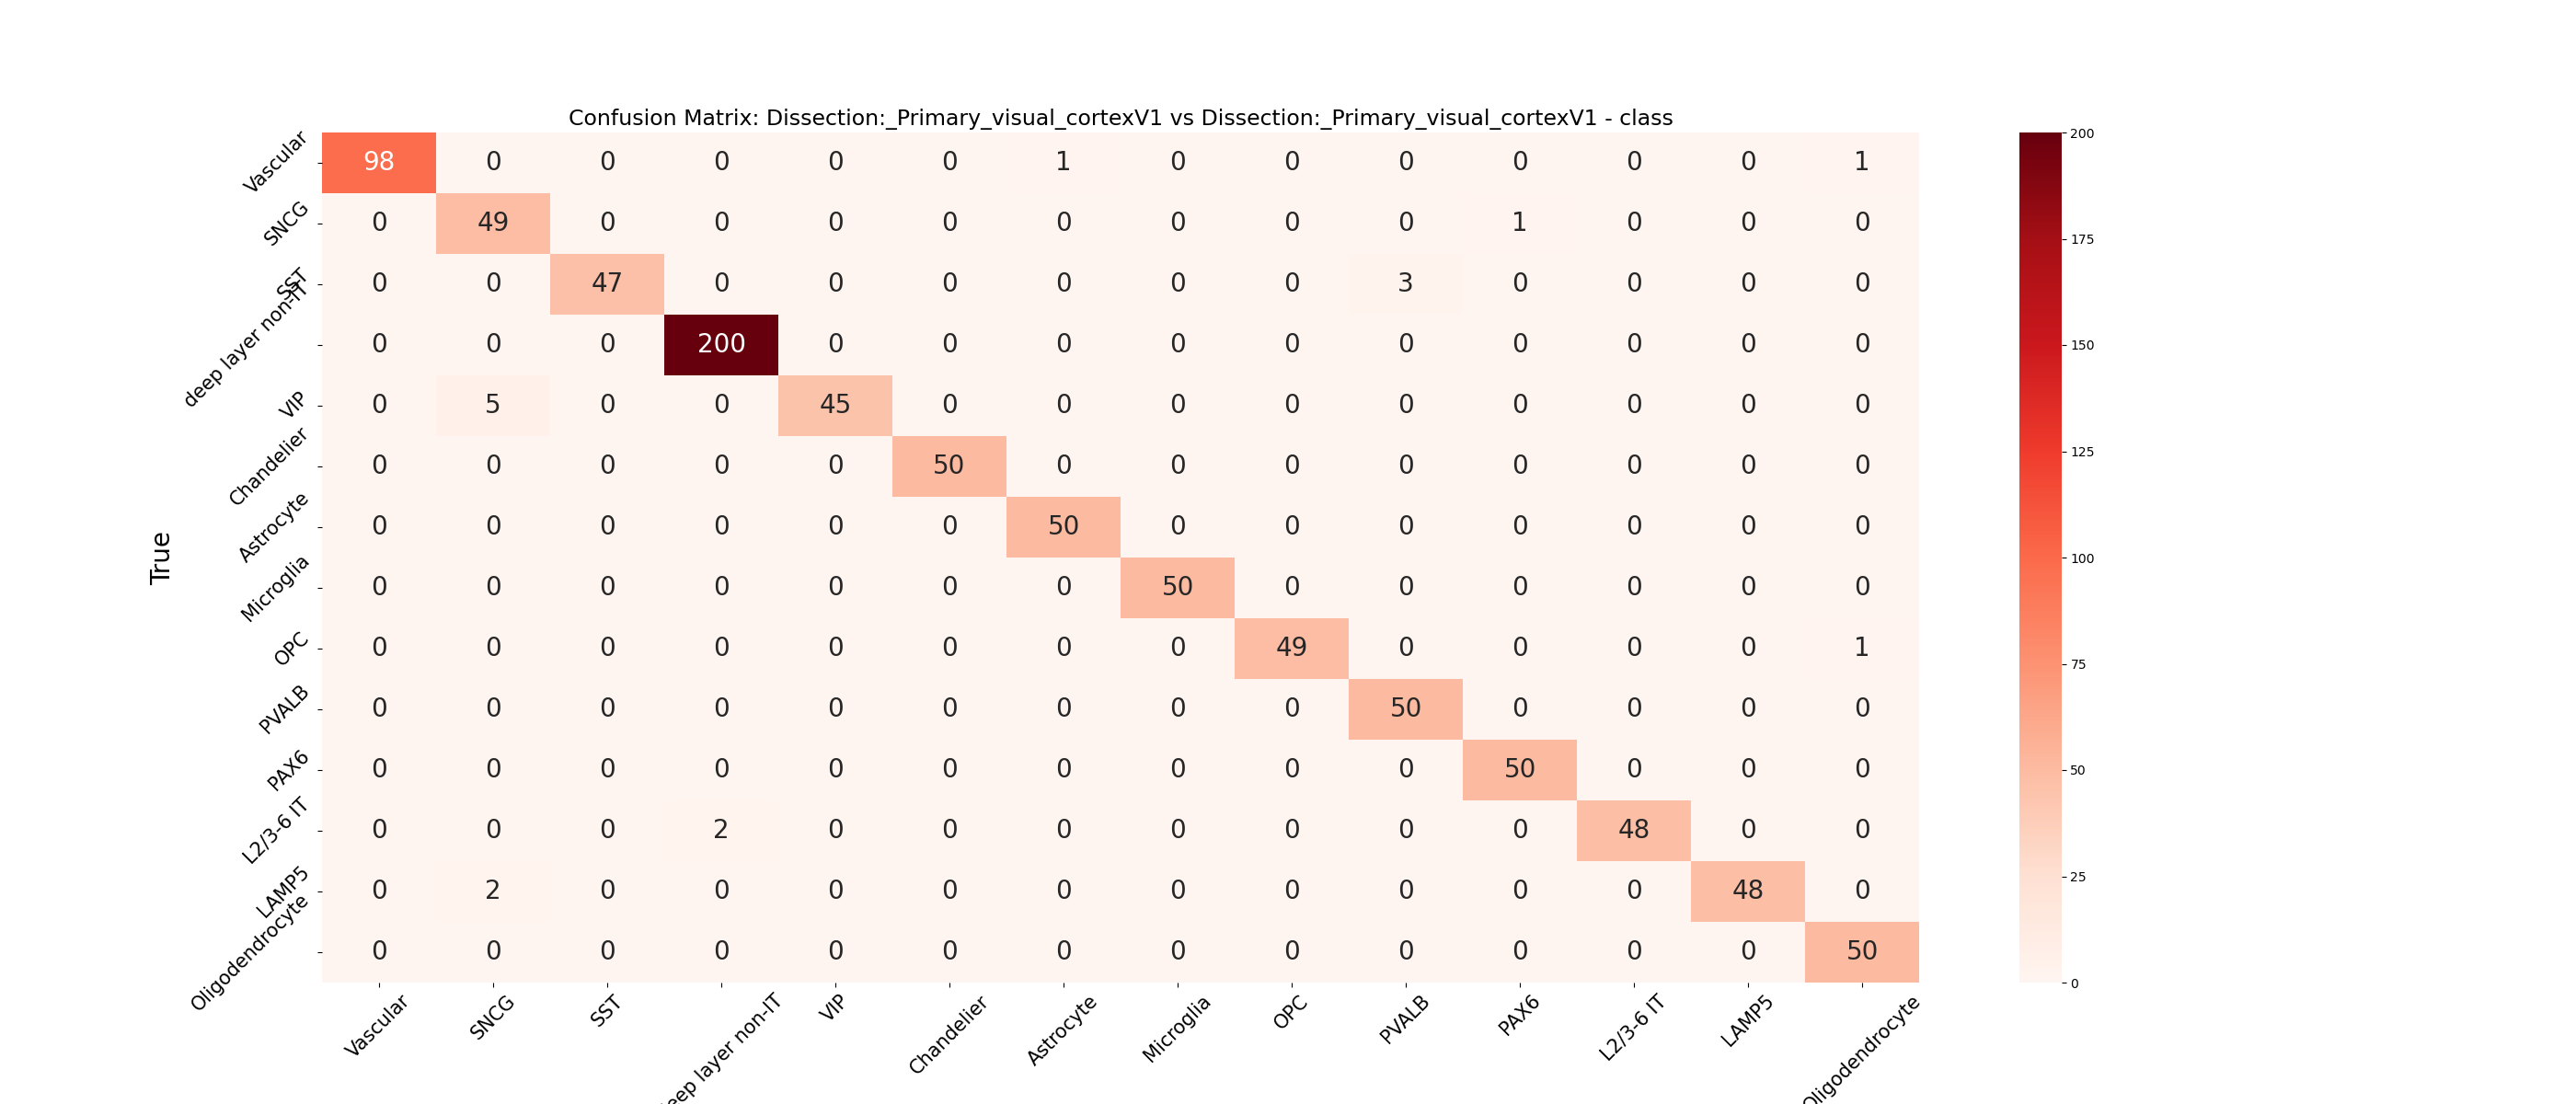 Confusion Matrix: Dissection:_Primary_visual_cortexV1 vs Dissection:_Primary_visual_cortexV1 - class
Vascular 98 0 0 0 0 0 1 0 0 0 0 0 0 1
SNCG 0 49 0 0 0 0 0 0 0 0 1 0 0 0
SST 0 0 47 0 0 0 0 0 0 3 0 0 0 0
deep layer non-IT 0 0 0 200 0 0 0 0 0 0 0 0 0 0
VIP 0 5 0 0 45 0 0 0 0 0 0 0 0 0
Chandelier 0 0 0 0 0 50 0 0 0 0 0 0 0 0
Astrocyte 0 0 0 0 0 0 50 0 0 0 0 0 0 0
Microglia 0 0 0 0 0 0 0 50 0 0 0 0 0 0
OPC 0 0 0 0 0 0 0 0 49 0 0 0 0 1
PVALB 0 0 0 0 0 0 0 0 0 50 0 0 0 0
PAX6 0 0 0 0 0 0 0 0 0 0 50 0 0 0
L2/3-6 IT 0 0 0 2 0 0 0 0 0 0 0 48 0 0
LAMP5 0 2 0 0 0 0 0 0 0 0 0 0 48 0
Oligodendrocyte 0 0 0 0 0 0 0 0 0 0 0 0 0 50
True
Vascular SNCG SST eep layer non-IT VIP Chandelier Astrocyte Microglia OPC PVALB PAX6 L2/3-6 IT LAMP5 Oligodendrocyte
200
175
150
125
100
75
50
25
0